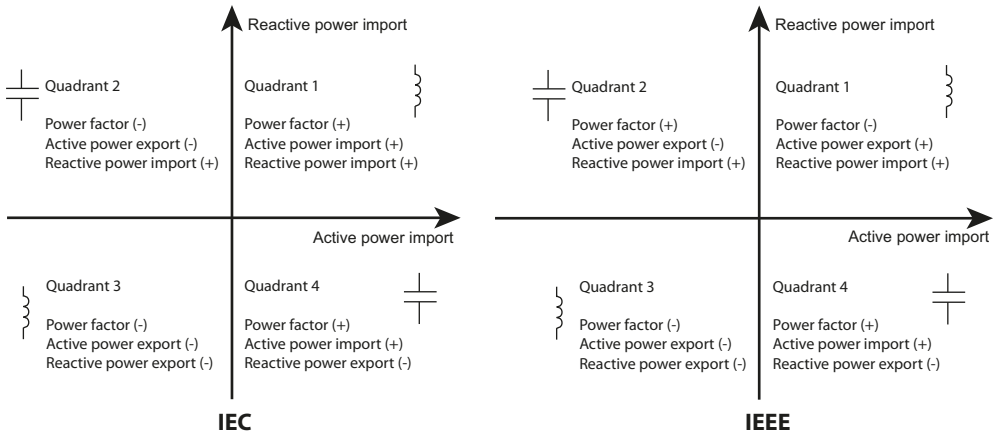 Reactive power import
Quadrant 2
Power factor (-)
Active power export (-)
Reactive power import (+)
Quadrant 1
Power factor (+)
Active power import (+)
Reactive power import (+)
Active power import
Quadrant 3
Power factor (-)
Active power export (-)
Reactive power export (-)
Quadrant 4
Power factor (+)
Active power import (+)
Reactive power export (-)
IEC
Reactive power import
Quadrant 2
Power factor (+)
Active power export (-)
Reactive power import (+)
Quadrant 1
Power factor (-)
Active power export (+)
Reactive power import (+)
Active power import
Quadrant 3
Power factor (-)
Active power export (-)
Reactive power export (-)
Quadrant 4
Power factor (+)
Active power import (+)
Reactive power export (-)
IEEE